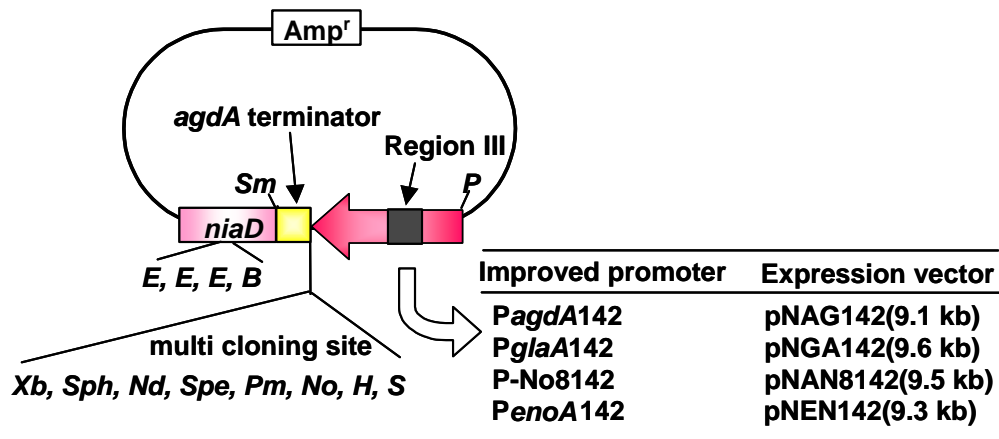 Ampr
agdA terminator
Region III
Sm
P
niaD
E, E, E, B
multi cloning site
Xb, Sph, Nd, Spe, Pm, No, H, S
Improved promoter Expression vector
PagdA142 pNAG142(9.1 kb)
PglaA142 pNGA142(9.6 kb)
P-No8142 pNAN8142(9.5 kb)
PenoA142 pNEN142(9.3 kb)